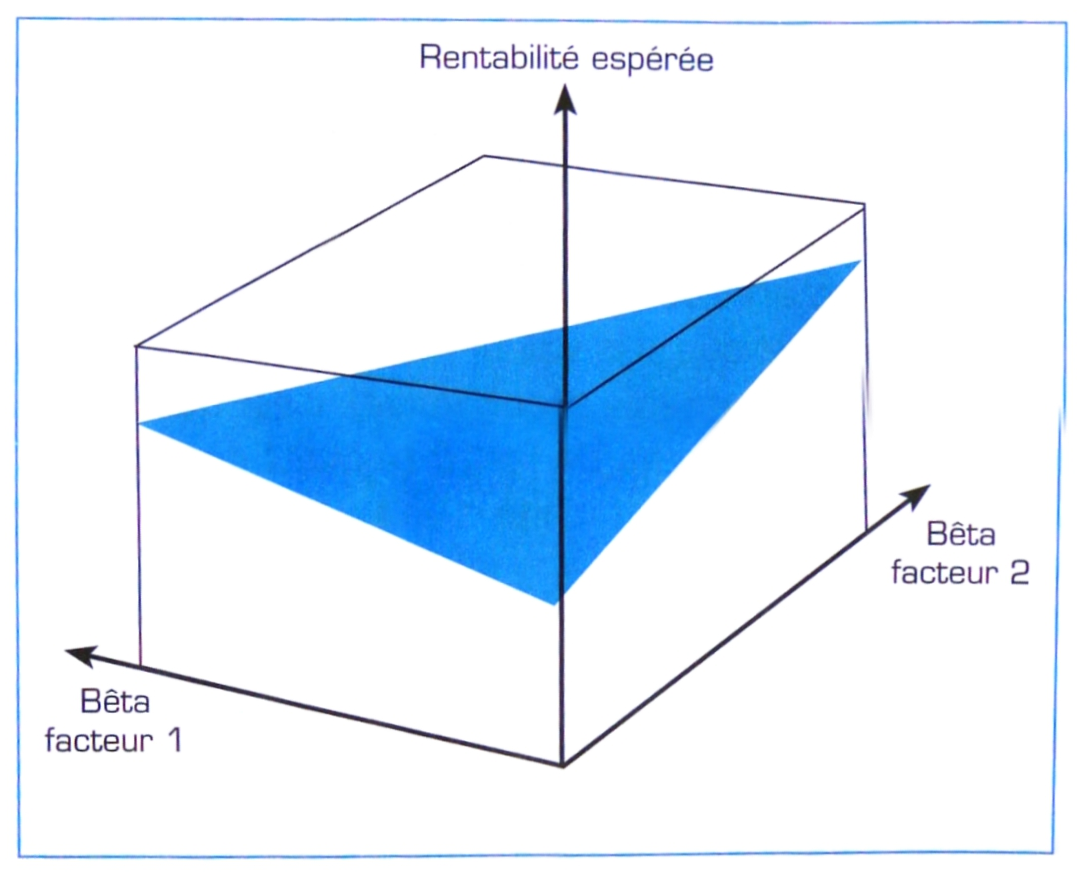 Rentabilité espérée
Bêta
facteur 2
Bêta
facteur 1